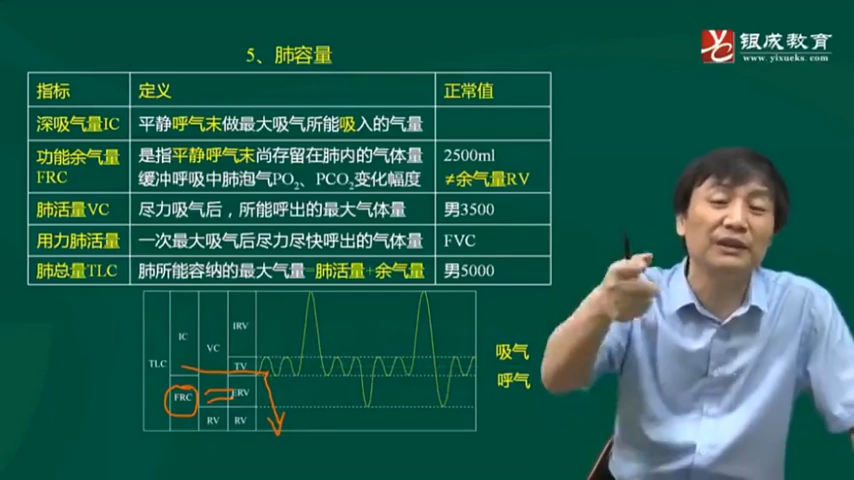 银成教育
www.yixueks.com
5、肺容量
指标 定义 正常值
深吸气量IC 平静呼气末做最大吸气所能吸入的气量
功能余气量 是指平静呼气末尚存留在肺内的气体量 2500ml
FRC 缓冲呼吸中肺泡气PO2、PCO2变化幅度 ≠余气量RV
肺活量VC 尽力吸气后，所能呼出的最大气体量 男3500
用力肺活量 一次最大吸气后尽力尽快呼出的气体量 FVC
肺总量TLC 肺所能容纳的最大气量=肺活量+余气量 男5000
TLC IC VC IRV
TV
FRC ERV
RV RV
吸气
呼气